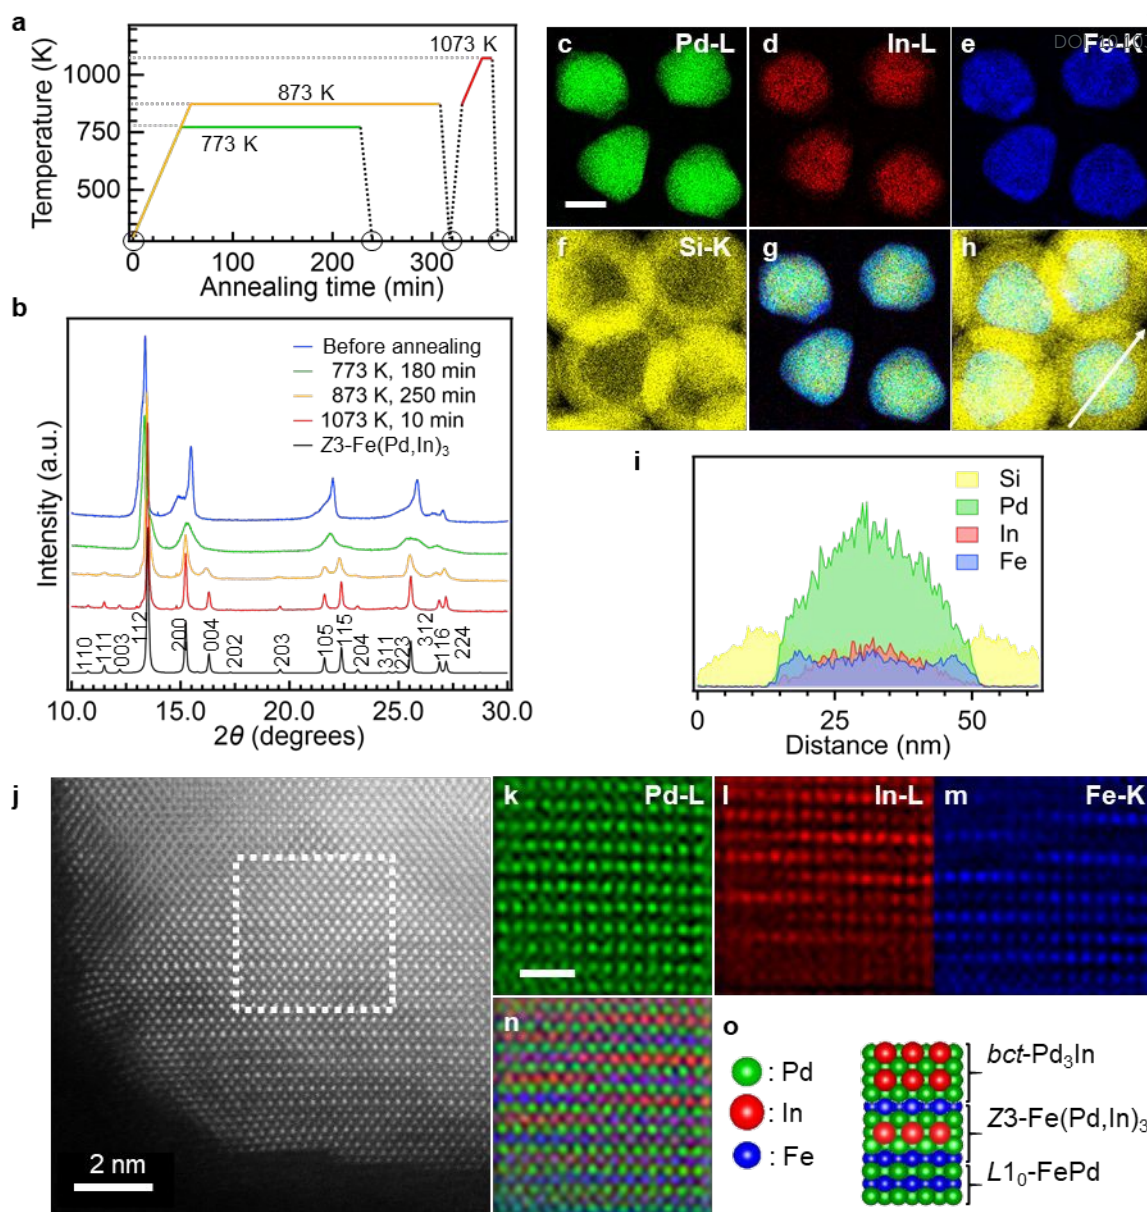 a
Temperature (K)
1000
750
500
1073 K
873 K
773 K
0
100
200
300
Annealing time (min)
b
Intensity (a.u.)
Before annealing
773 K, 180 min
873 K, 250 min
1073 K, 10 min
Z3-Fe(Pd,In)₃
110
111
003
112
200
004
202
203
105
115
204
311
223
312
116
224
10.0
15.0
20.0
25.0
30.0
2θ (degrees)
c Pd-L
d In-L
e Fe-K
f Si-K
g
h
i
Si
Pd
In
Fe
0
25
50
Distance (nm)
j
2 nm
k Pd-L
l In-L
m Fe-K
n
o
: Pd
: In
: Fe
bct-Pd₃In
Z3-Fe(Pd,In)₃
L1₀-FePd